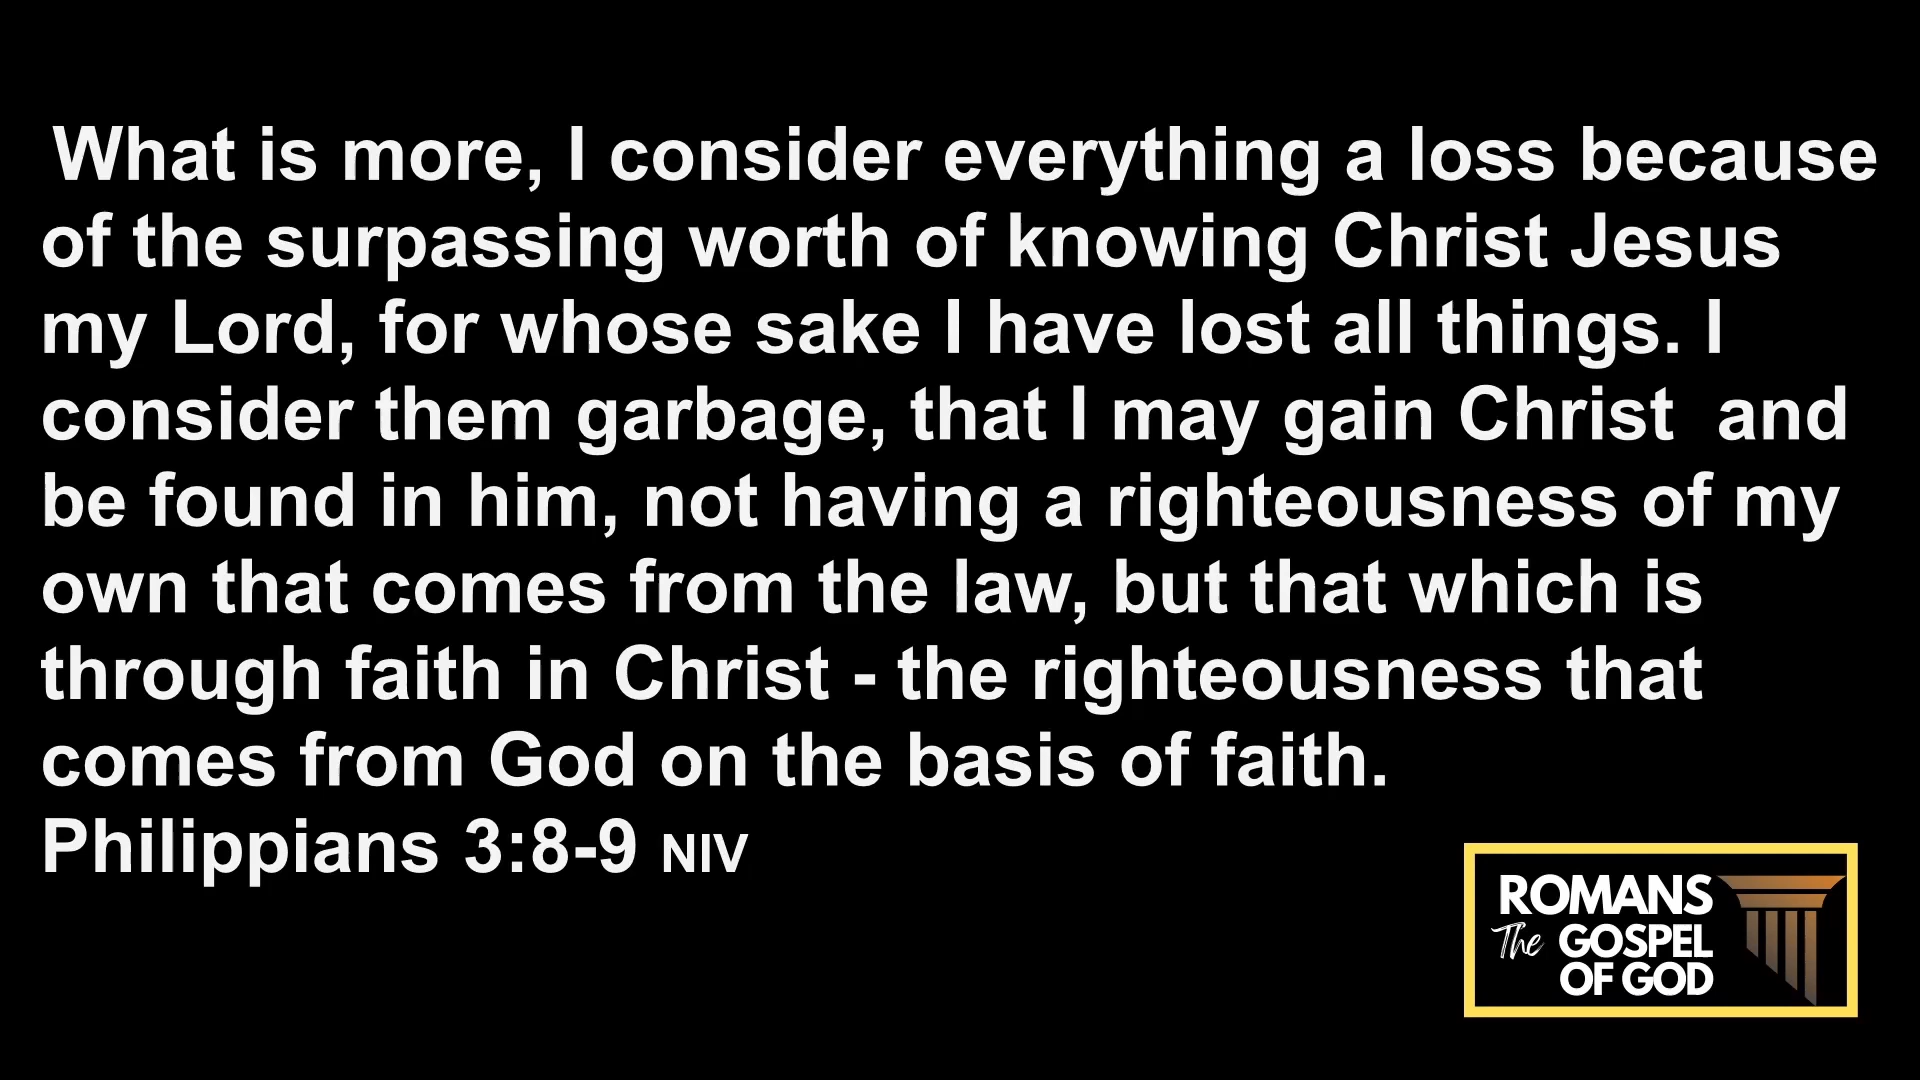 What is more, I consider everything a loss because
of the surpassing worth of knowing Christ Jesus
my Lord, for whose sake I have lost all things. I
consider them garbage, that I may gain Christ  and
be found in him, not having a righteousness of my
own that comes from the law, but that which is
through faith in Christ - the righteousness that
comes from God on the basis of faith.
Philippians 3:8-9 NIV
ROMANS
The GOSPEL
OF GOD